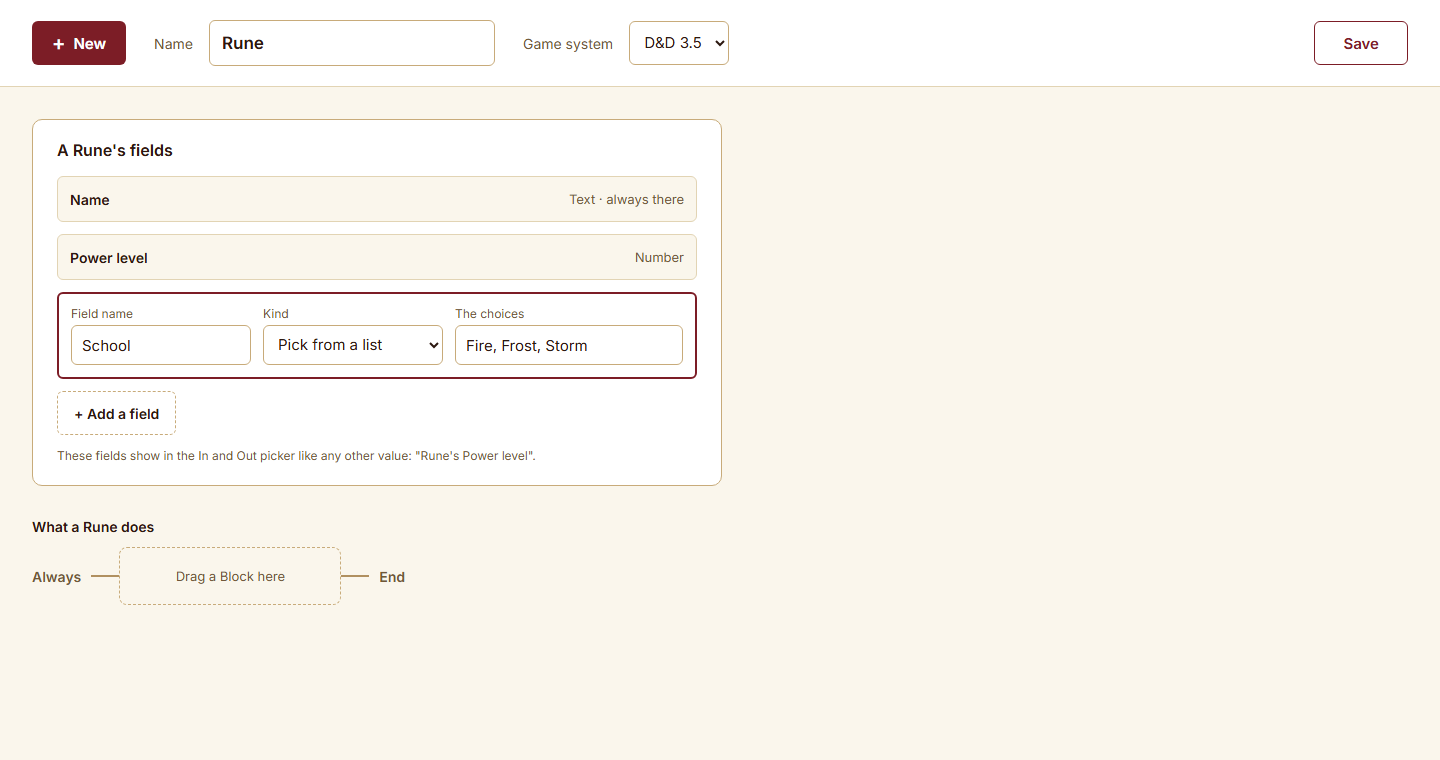 + New
Name
Rune
Game system
D&D 3.5
Save
A Rune's fields
Name
Text · always there
Power level
Number
Field name
Kind
The choices
School
Pick from a list
Fire, Frost, Storm
+ Add a field
These fields show in the In and Out picker like any other value: "Rune's Power level".
What a Rune does
Always
Drag a Block here
End